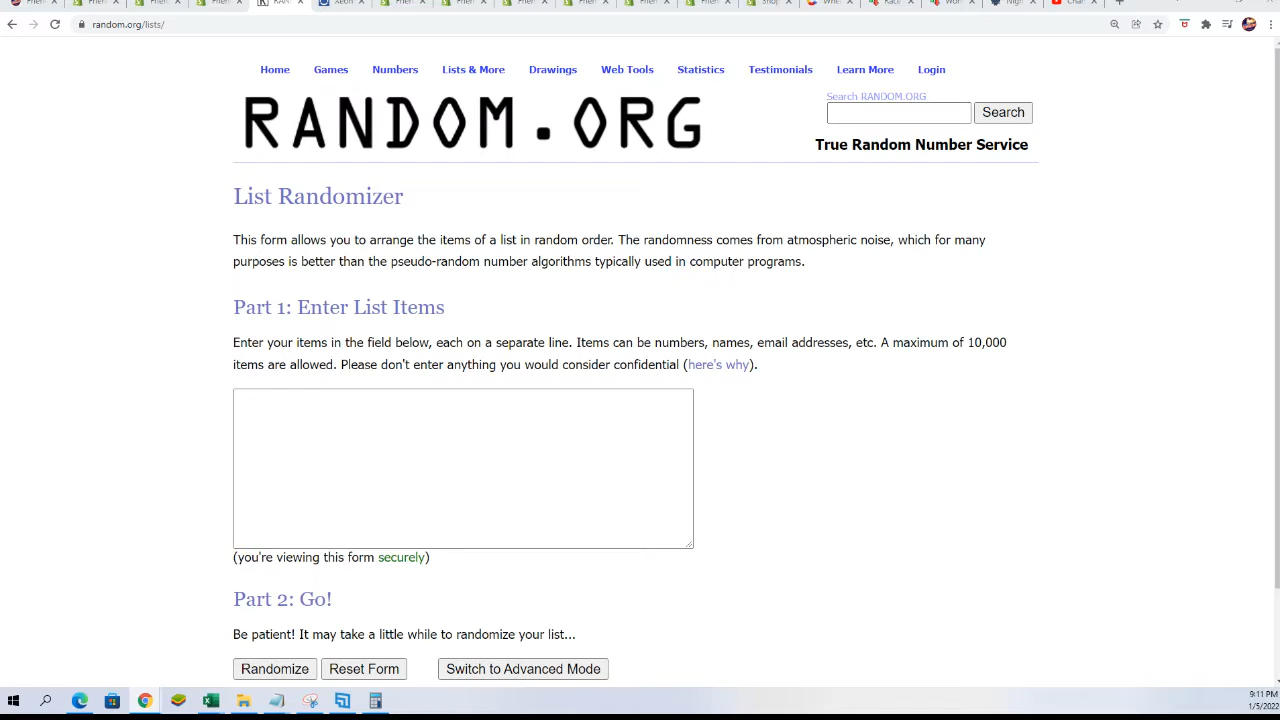 random.org/lists/
Home Games Numbers Lists & More Drawings Web Tools Statistics Testimonials Learn More Login
RANDOM.ORG
Search RANDOM.ORG
Search
True Random Number Service
List Randomizer
This form allows you to arrange the items of a list in random order. The randomness comes from atmospheric noise, which for many
purposes is better than the pseudo-random number algorithms typically used in computer programs.
Part 1: Enter List Items
Enter your items in the field below, each on a separate line. Items can be numbers, names, email addresses, etc. A maximum of 10,000
items are allowed. Please don't enter anything you would consider confidential (here's why).
(you're viewing this form securely)
Part 2: Go!
Be patient! It may take a little while to randomize your list...
Randomize Reset Form Switch to Advanced Mode
9:11 PM
1/5/2022